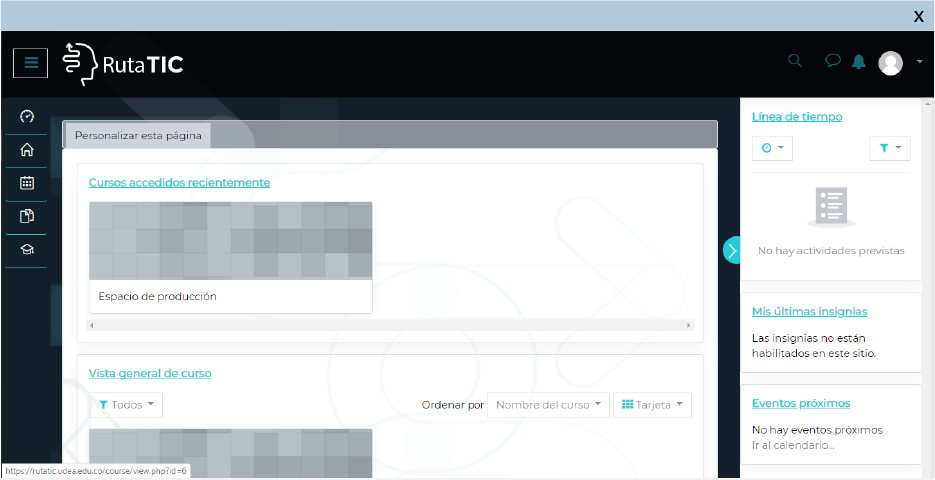 X
RutaTIC
Personalizar esta página
Cursos accedidos recientemente
Espacio de producción
Vista general de curso
Todos
Ordenar por
Nombre del curso
Tarjeta
https://rutatic.udea.edu.co/course/view.php?id=6
Línea de tiempo
No hay actividades previstas
Mis últimas insignias
Las insignias no están
habilitados en este sitio.
Eventos próximos
No hay eventos próximos
Ir al calendario...